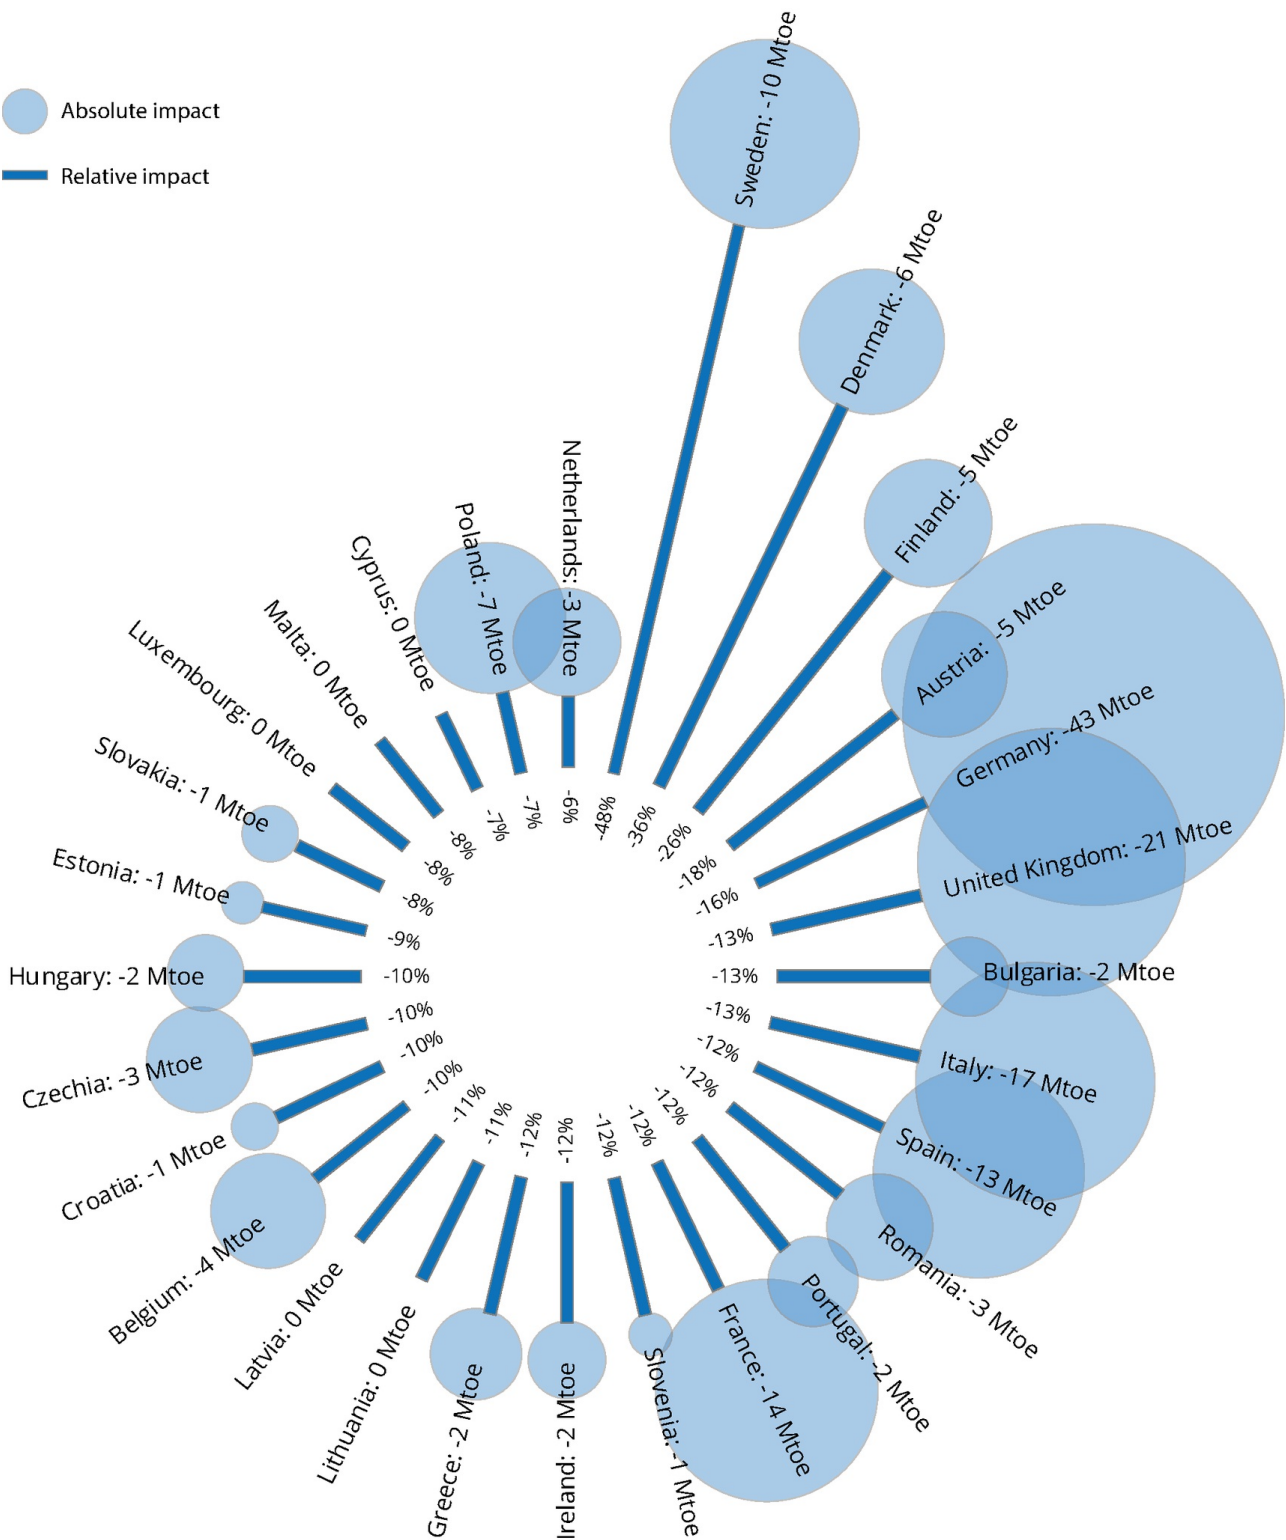 Absolute impact
Relative impact
Sweden: -10 Mtoe
-48%
Denmark: -6 Mtoe
-36%
Finland: -5 Mtoe
-26%
Austria: -5 Mtoe
-18%
Germany: -43 Mtoe
-16%
United Kingdom: -21 Mtoe
-13%
Bulgaria: -2 Mtoe
-13%
Italy: -17 Mtoe
-13%
Spain: -13 Mtoe
-12%
Romania: -3 Mtoe
-12%
Portugal: -2 Mtoe
-12%
France: -14 Mtoe
-12%
Slovenia: -1 Mtoe
-12%
Ireland: -2 Mtoe
-12%
Greece: -2 Mtoe
-12%
Lithuania: 0 Mtoe
-11%
Latvia: 0 Mtoe
-11%
Belgium: -4 Mtoe
-10%
Croatia: -1 Mtoe
-10%
Czechia: -3 Mtoe
-10%
Hungary: -2 Mtoe
-10%
Estonia: -1 Mtoe
-9%
Slovakia: -1 Mtoe
-8%
Luxembourg: 0 Mtoe
-8%
Malta: 0 Mtoe
-8%
Cyprus: 0 Mtoe
-7%
Poland: -7 Mtoe
-7%
Netherlands: -3 Mtoe
-6%